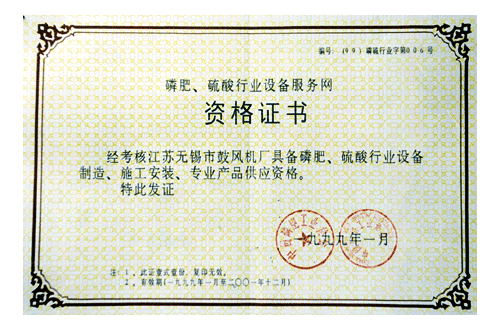 编号:(99)磷硫行业字第006号
磷肥、硫酸行业设备服务网
资格证书
经考核江苏无锡市鼓风机厂具备磷肥、硫酸行业设备
制造、施工安装、专业产品供应资格。
特此发证
一九九九年一月
注:1、此证壹式壹份,复印无效。
2、有效期(一九九九年一月至二〇〇一年十二月)